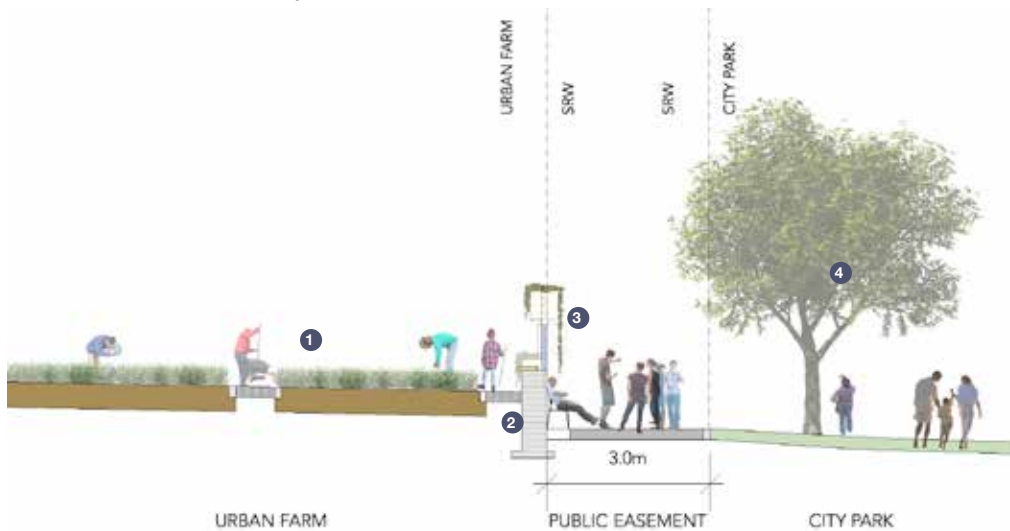 URBAN FARM
SRW
SRW
CITY PARK
1
2
3
4
3.0m
URBAN FARM
PUBLIC EASEMENT
CITY PARK